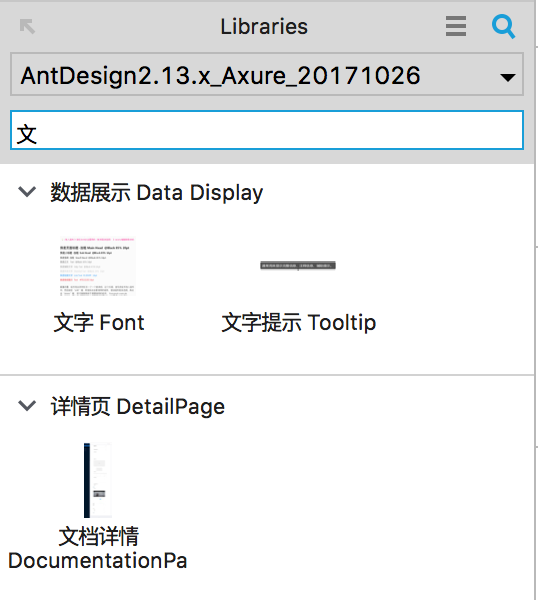 Libraries
AntDesign2.13.x_Axure_20171026
文
数据展示 Data Display
文字 Font
文字提示 Tooltip
详情页 DetailPage
文档详情
DocumentationPa